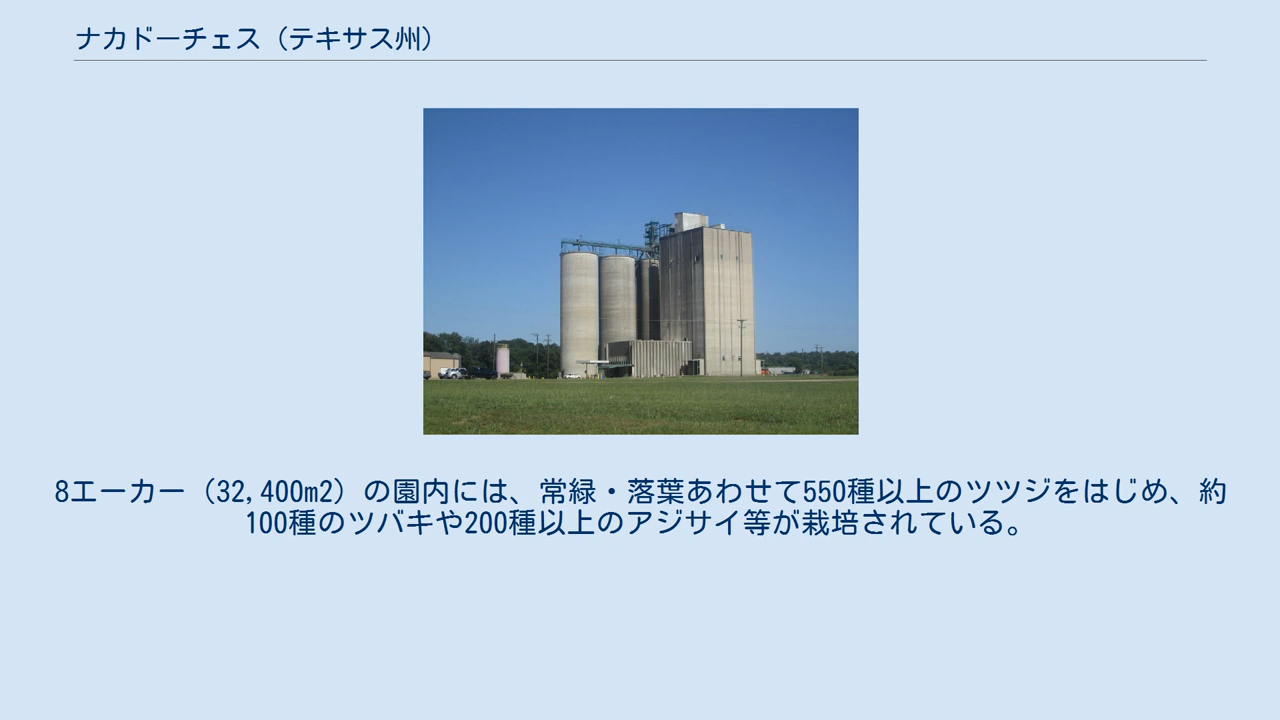 ナカドーチェス（テキサス州）
8エーカー（32,400m2）の園内には、常緑・落葉あわせて550種以上のツツジをはじめ、約
100種のツバキや200種以上のアジサイ等が栽培されている。